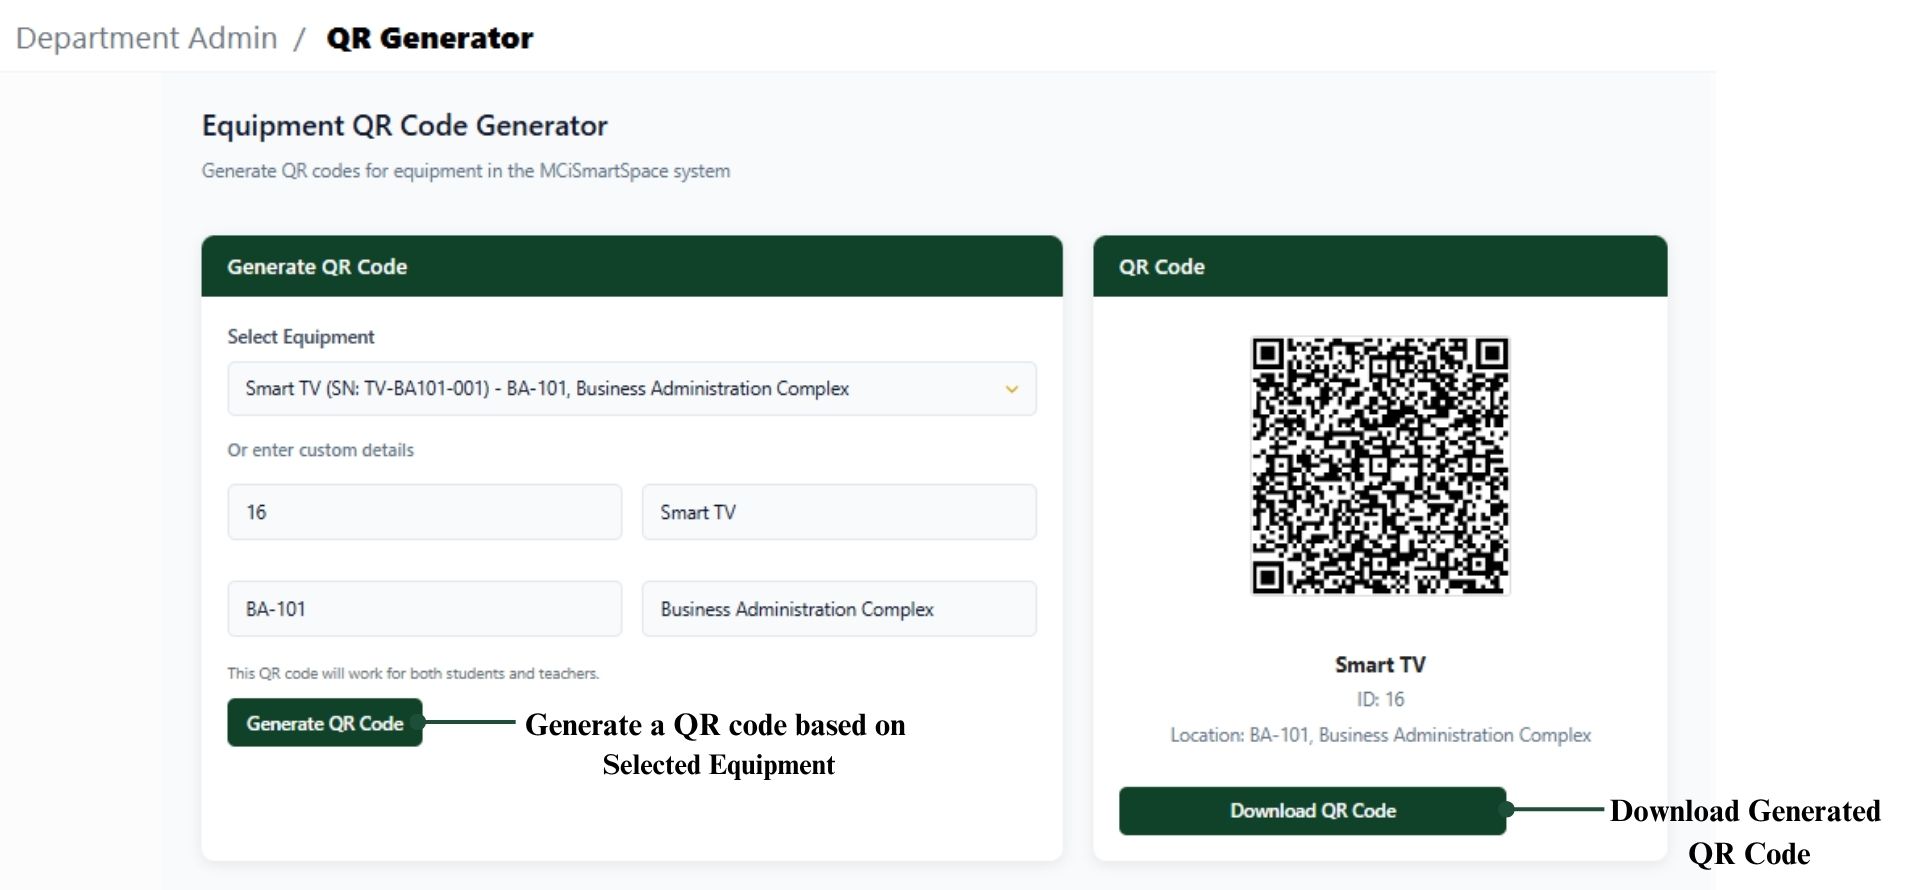 Department Admin / QR Generator
Equipment QR Code Generator
Generate QR codes for equipment in the MCiSmartSpace system
Generate QR Code
Select Equipment
Smart TV (SN: TV-BA101-001) - BA-101, Business Administration Complex
Or enter custom details
16
Smart TV
BA-101
Business Administration Complex
This QR code will work for both students and teachers.
Generate QR Code
Generate a QR code based on
Selected Equipment
QR Code
Smart TV
ID: 16
Location: BA-101, Business Administration Complex
Download QR Code
Download Generated
QR Code